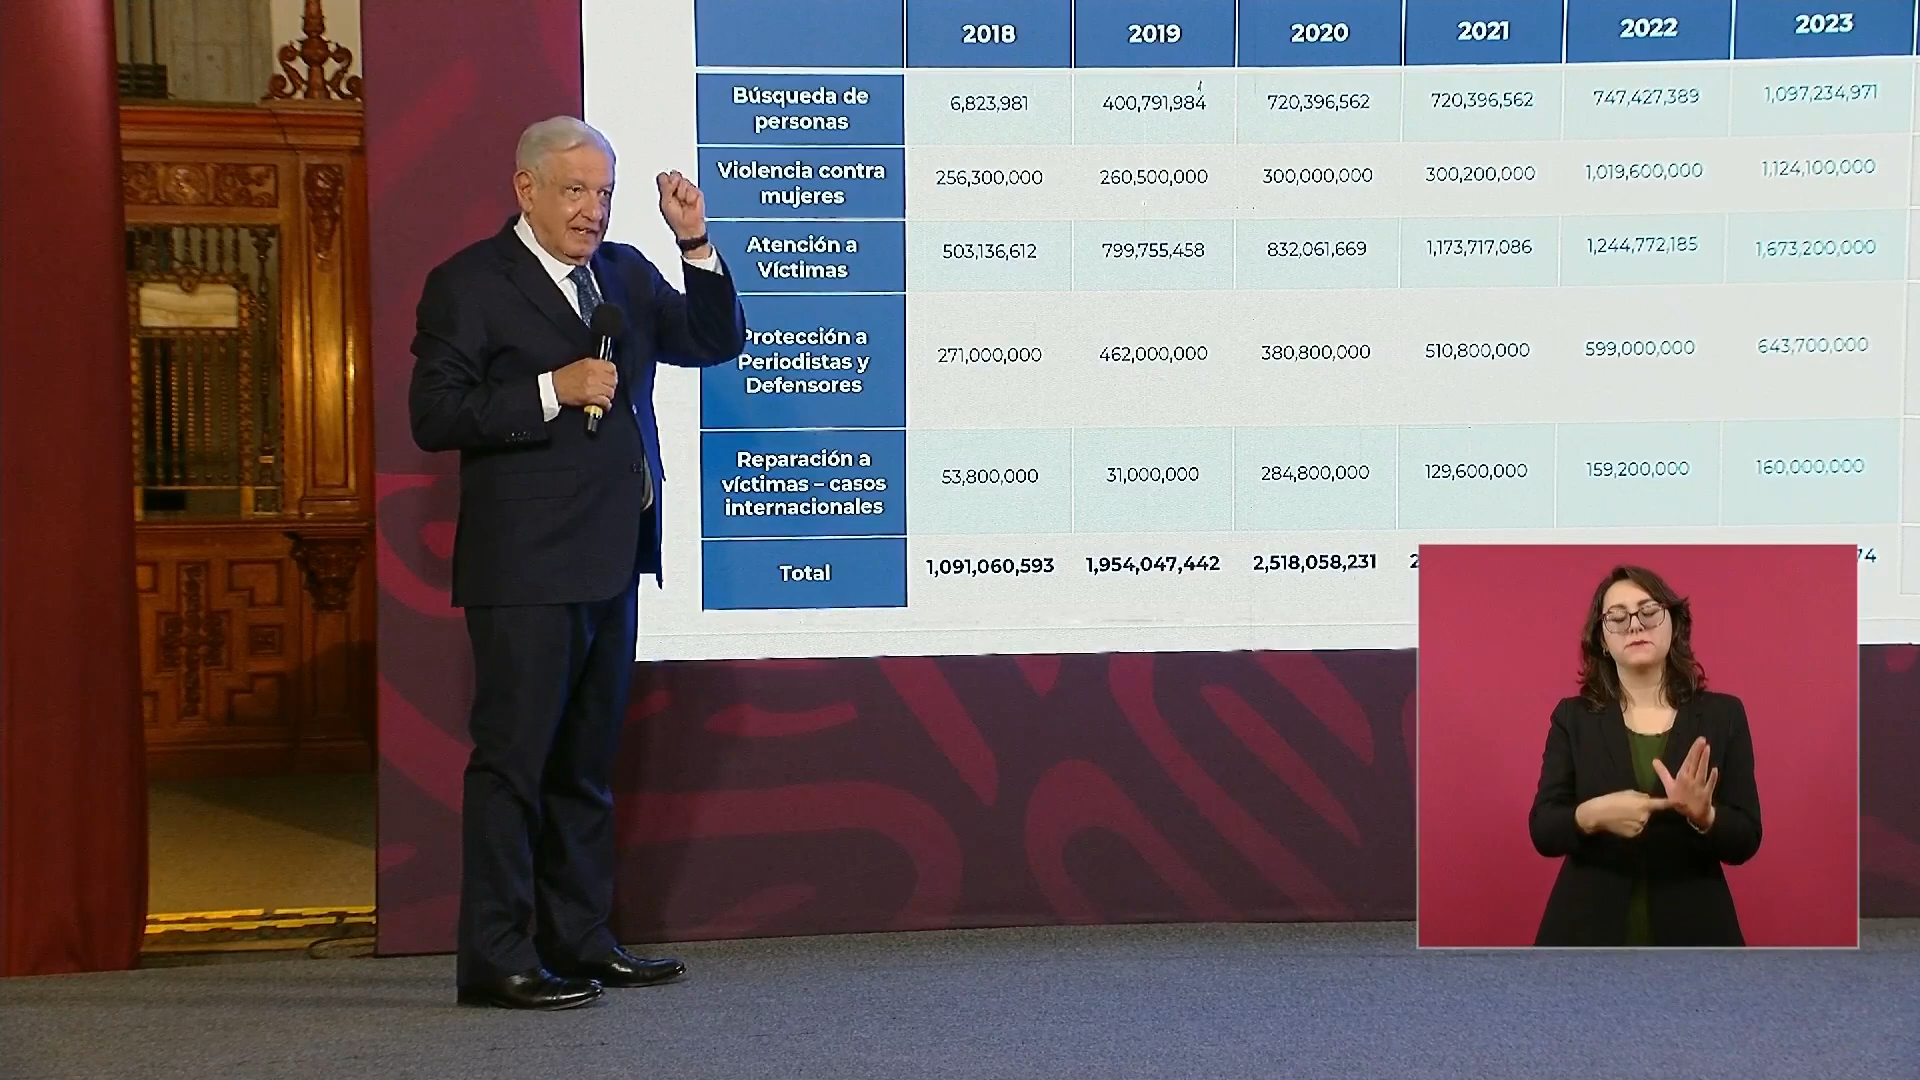 2018 2019 2020 2021 2022 2023
Búsqueda de
personas
6,823,981 400,791,984 720,396,562 720,396,562 747,427,389 1,097,234,971
Violencia contra
mujeres
256,300,000 260,500,000 300,000,000 300,200,000 1,019,600,000 1,124,100,000
Atención a
Víctimas
503,136,612 799,755,458 832,061,669 1,173,717,086 1,244,772,185 1,673,200,000
Protección a
Periodistas y
Defensores
271,000,000 462,000,000 380,800,000 510,800,000 599,000,000 643,700,000
Reparación a
víctimas – casos
internacionales
53,800,000 31,000,000 284,800,000 129,600,000 159,200,000 160,000,000
Total 1,091,060,593 1,954,047,442 2,518,058,231